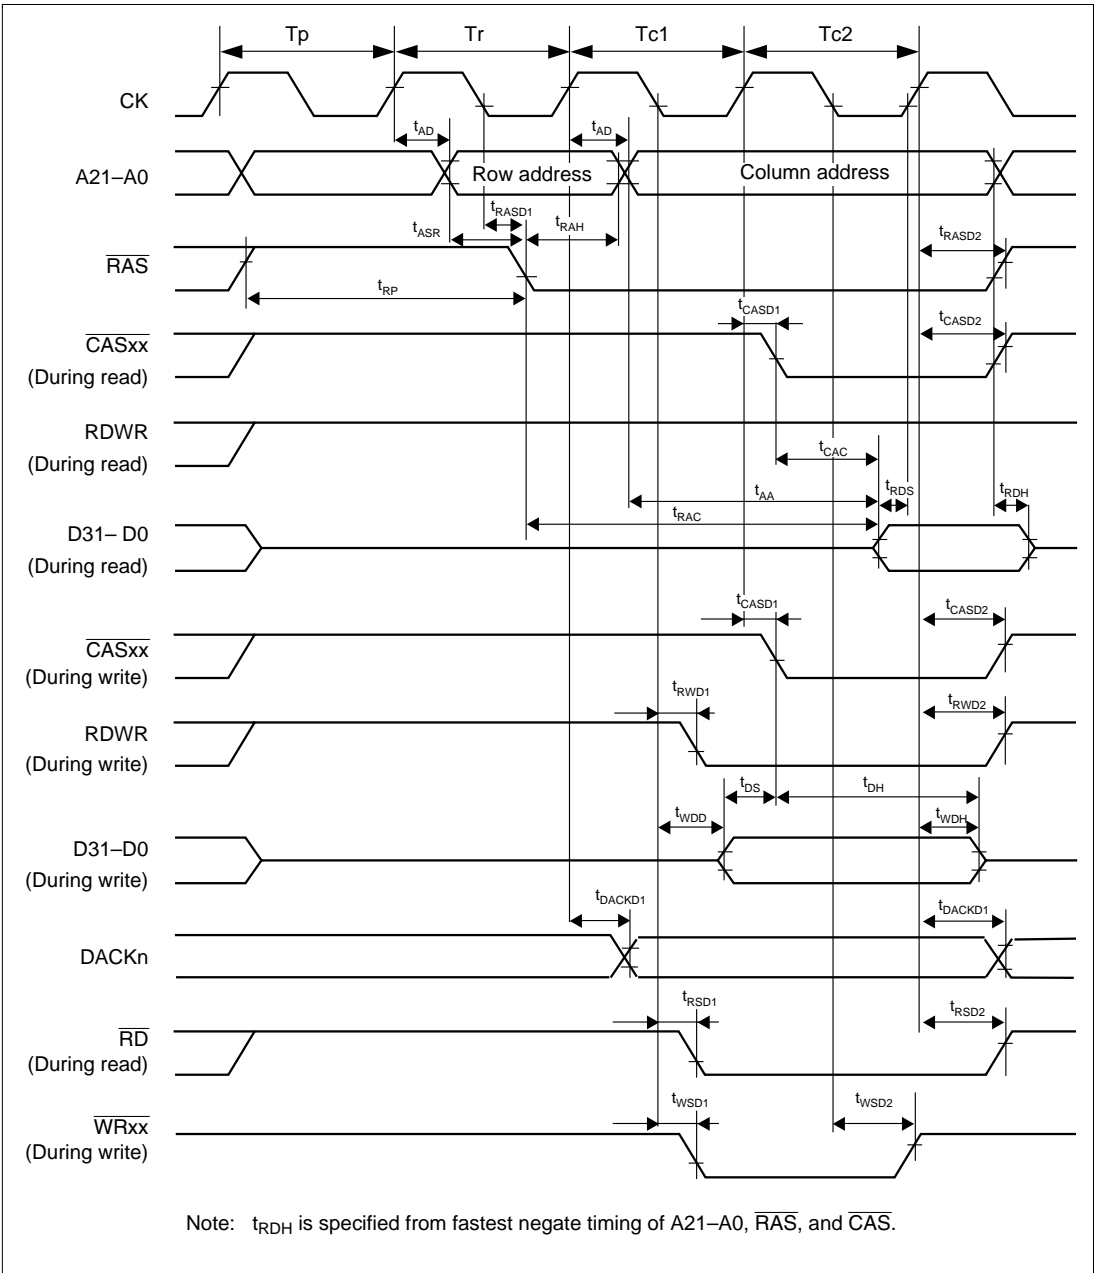 Tp Tr Tc1 Tc2
CK
tAD tAD
A21–A0 Row address Column address
tRASD1
tASR tRAH tRASD2
RAS
tRP
tCASD1 tCASD2
CASxx
(During read)
RDWR
(During read)
tCAC
tAA tRDS tRDH
tRAC
D31– D0
(During read)
tCASD1 tCASD2
CASxx
(During write)
tRWD1 tRWD2
RDWR
(During write)
tDS tDH
tWDD tWDH
D31–D0
(During write)
tDACKD1 tDACKD1
DACKn
tRSD1 tRSD2
RD
(During read)
tWSD1 tWSD2
WRxx
(During write)
Note: tRDH is specified from fastest negate timing of A21–A0, RAS, and CAS.